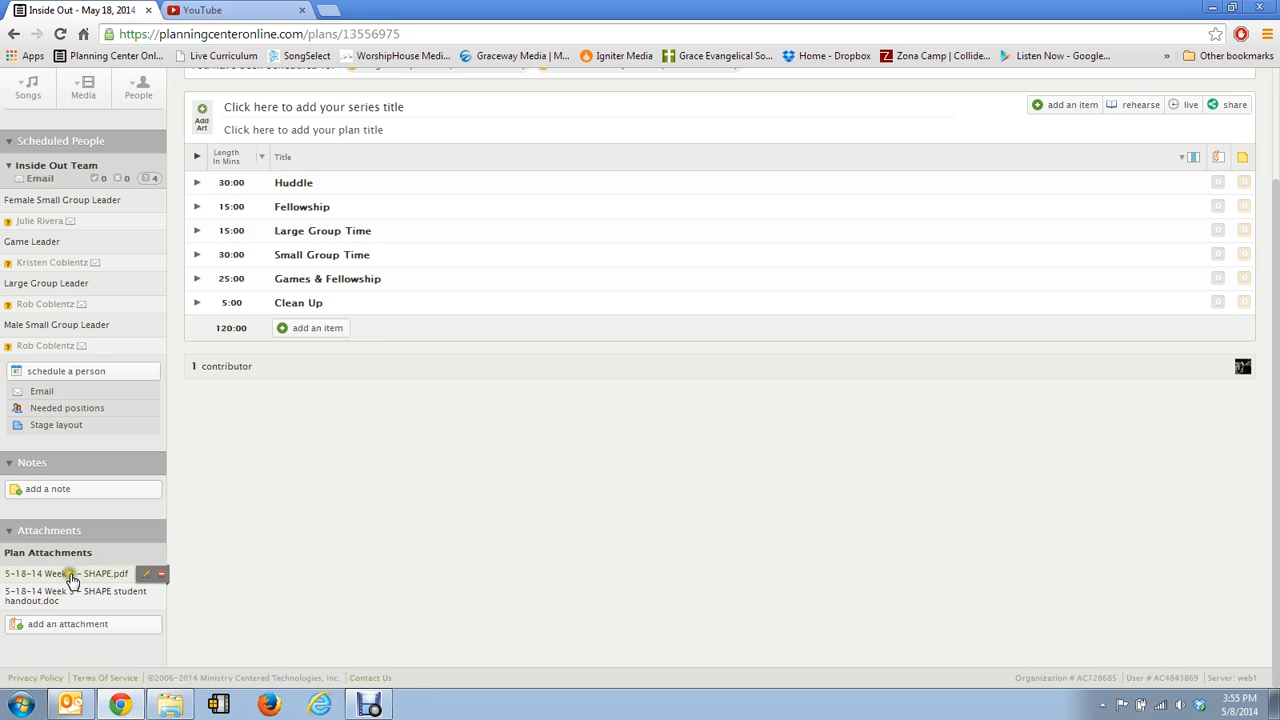 Inside Out - May 18, 2014
YouTube
https://planningcenteronline.com/plans/13556975
Apps
Planning Center Onl...
Live Curriculum
SongSelect
WorshipHouse Medi...
Graceway Media | M...
Igniter Media
Grace Evangelical So...
Home - Dropbox
Zona Camp | Collide...
Listen Now - Google...
»
Other bookmarks
Songs
Media
People
Click here to add your series title
Click here to add your plan title
Add
Art
add an item
rehearse
live
share
Scheduled People
Inside Out Team
Email
0
0
4
Female Small Group Leader
Julie Rivera
Game Leader
Kristen Coblentz
Large Group Leader
Rob Coblentz
Male Small Group Leader
Rob Coblentz
schedule a person
Email
Needed positions
Stage layout
Notes
add a note
Attachments
Plan Attachments
5-18-14 Week – SHAPE.pdf
5-18-14 Week – SHAPE student
handout.doc
add an attachment
Length
In Mins
Title
30:00 Huddle
15:00 Fellowship
15:00 Large Group Time
30:00 Small Group Time
25:00 Games & Fellowship
5:00 Clean Up
120:00 add an item
1 contributor
Privacy Policy
Terms Of Service
©2006-2014 Ministry Centered Technologies, Inc.
Contact Us
Organization # AC128685
User # AC4843869
Server: web1
3:55 PM
5/8/2014